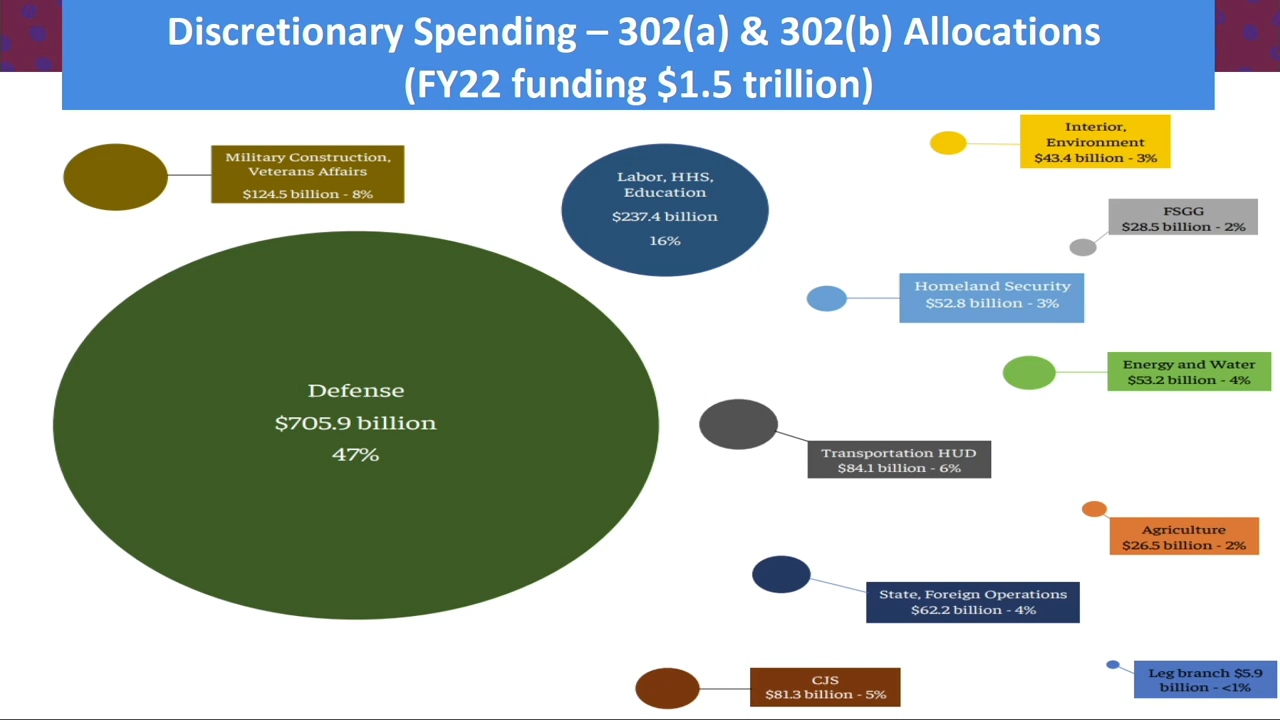 Discretionary Spending – 302(a) & 302(b) Allocations
(FY22 funding $1.5 trillion)
Military Construction,
Veterans Affairs
$124.5 billion - 8%
Labor, HHS,
Education
$237.4 billion
16%
Interior,
Environment
$43.4 billion - 3%
FSGG
$28.5 billion - 2%
Homeland Security
$52.8 billion - 3%
Energy and Water
$53.2 billion - 4%
Defense
$705.9 billion
47%
Transportation HUD
$84.1 billion - 6%
Agriculture
$26.5 billion - 2%
State, Foreign Operations
$62.2 billion - 4%
CJS
$81.3 billion - 5%
Leg branch $5.9
billion - <1%